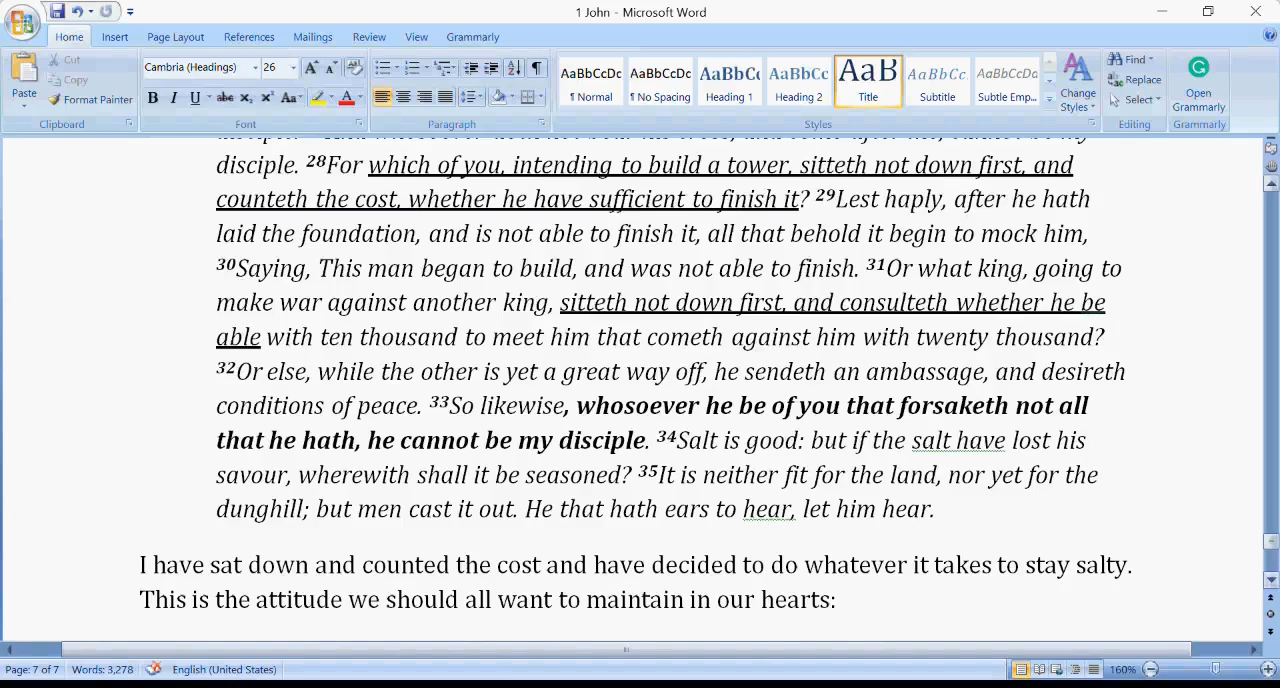 1 John - Microsoft Word
Home Insert Page Layout References Mailings Review View Grammarly
Paste
Cut
Copy
Format Painter
Clipboard
Cambria (Headings) 26
Font
Paragraph
AaBbCcDc AaBbCcDc AaBbCc AaBbCc AaB AaBbCc. AaBbCcDa
¶ Normal ¶ No Spacing Heading 1 Heading 2 Title Subtitle Subtle Emp...
Change Styles
Styles
Find
Replace
Select
Editing
Open Grammarly
Grammarly
disciple. 28For which of you, intending to build a tower, sitteth not down first, and
counteth the cost, whether he have sufficient to finish it? 29Lest haply, after he hath
laid the foundation, and is not able to finish it, all that behold it begin to mock him,
30Saying, This man began to build, and was not able to finish. 31Or what king, going to
make war against another king, sitteth not down first, and consulteth whether he be
able with ten thousand to meet him that cometh against him with twenty thousand?
32Or else, while the other is yet a great way off, he sendeth an ambassage, and desireth
conditions of peace. 33So likewise, whosoever he be of you that forsaketh not all
that he hath, he cannot be my disciple. 34Salt is good: but if the salt have lost his
savour, wherewith shall it be seasoned? 35It is neither fit for the land, nor yet for the
dunghill; but men cast it out. He that hath ears to hear, let him hear.
I have sat down and counted the cost and have decided to do whatever it takes to stay salty.
This is the attitude we should all want to maintain in our hearts:
Page: 7 of 7 Words: 3,278 English (United States) 160%